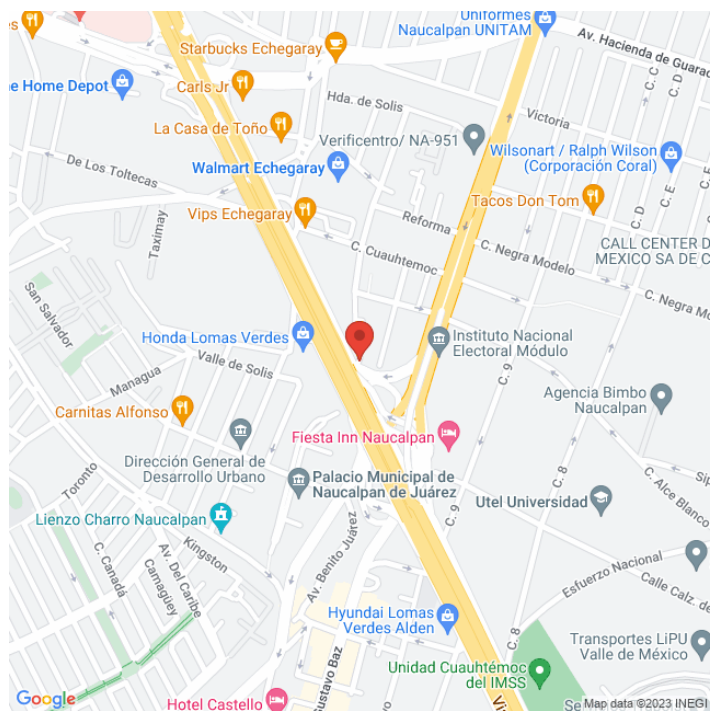 Uniformes
Naucalpan UNITAM
Av. Hacienda de Guarad
Starbucks Echegaray
Carls Jr
e Home Depot
Hda. de Solis
Victoria
C. C
C. D
La Casa de Toño
Verificentro/ NA-951
Wilsonart / Ralph Wilson
(Corporación Coral)
De Los Toltecas
Walmart Echegaray
C. E
Tacos Don Tom
Vips Echegaray
Reforma
C. D
Taximay
C. Cuauhtemoc
C. Negra Modelo
CALL CENTER D
MEXICO SA DE C
San Salvador
C. Negra Mo
Honda Lomas Verdes
Instituto Nacional
Electoral Módulo
Valle de Solis
Managua
C. 9
Agencia Bimbo
Naucalpan
Carnitas Alfonso
Fiesta Inn Naucalpan
Dirección General de
Desarrollo Urbano
Palacio Municipal de
Naucalpan de Juárez
C. 8
Sip
C. Alce Blanco
Toronto
Utel Universidad
Lienzo Charro Naucalpan
Av. Benito Juárez
C. 9
Kingston
C. Canadá
Av. Del Caribe
Camagüey
Esfuerzo Nacional
Calle Calz. de
Hyundai Lomas
Verdes Alden
C. 8
Transportes LiPU
Valle de México
Gustavo Baz
Unidad Cuauhtémoc
del IMSS
Hotel Castello
Google
Map data ©2023 INEGI